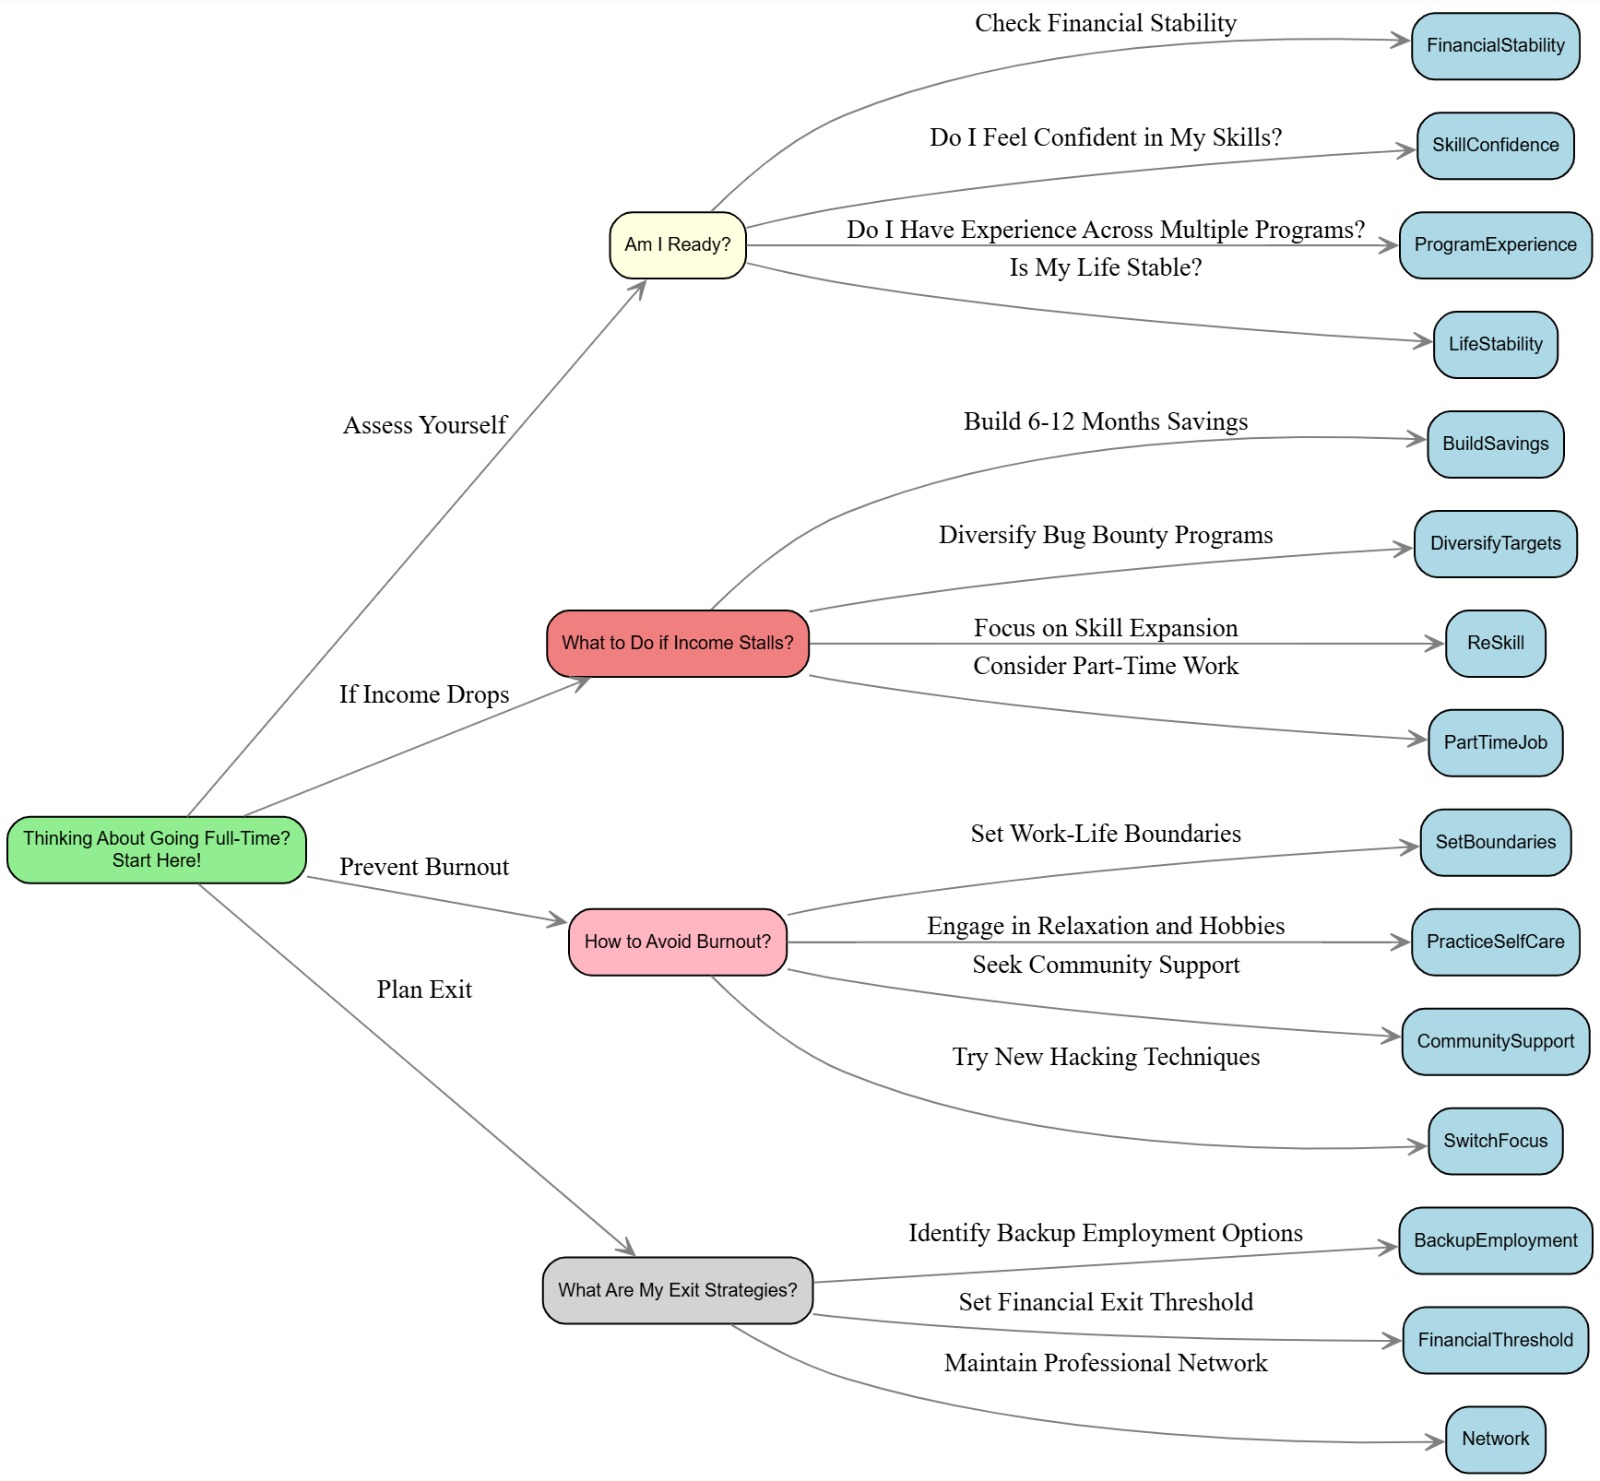 Check Financial Stability
FinancialStability
Do I Feel Confident in My Skills?
SkillConfidence
Am I Ready?
Do I Have Experience Across Multiple Programs?
ProgramExperience
Is My Life Stable?
LifeStability
Assess Yourself
Build 6-12 Months Savings
BuildSavings
Diversify Bug Bounty Programs
DiversifyTargets
What to Do if Income Stalls?
Focus on Skill Expansion
ReSkill
Consider Part-Time Work
PartTimeJob
If Income Drops
Thinking About Going Full-Time?
Start Here!
Prevent Burnout
Set Work-Life Boundaries
SetBoundaries
How to Avoid Burnout?
Engage in Relaxation and Hobbies
PracticeSelfCare
Seek Community Support
CommunitySupport
Try New Hacking Techniques
SwitchFocus
Plan Exit
Identify Backup Employment Options
BackupEmployment
What Are My Exit Strategies?
Set Financial Exit Threshold
FinancialThreshold
Maintain Professional Network
Network